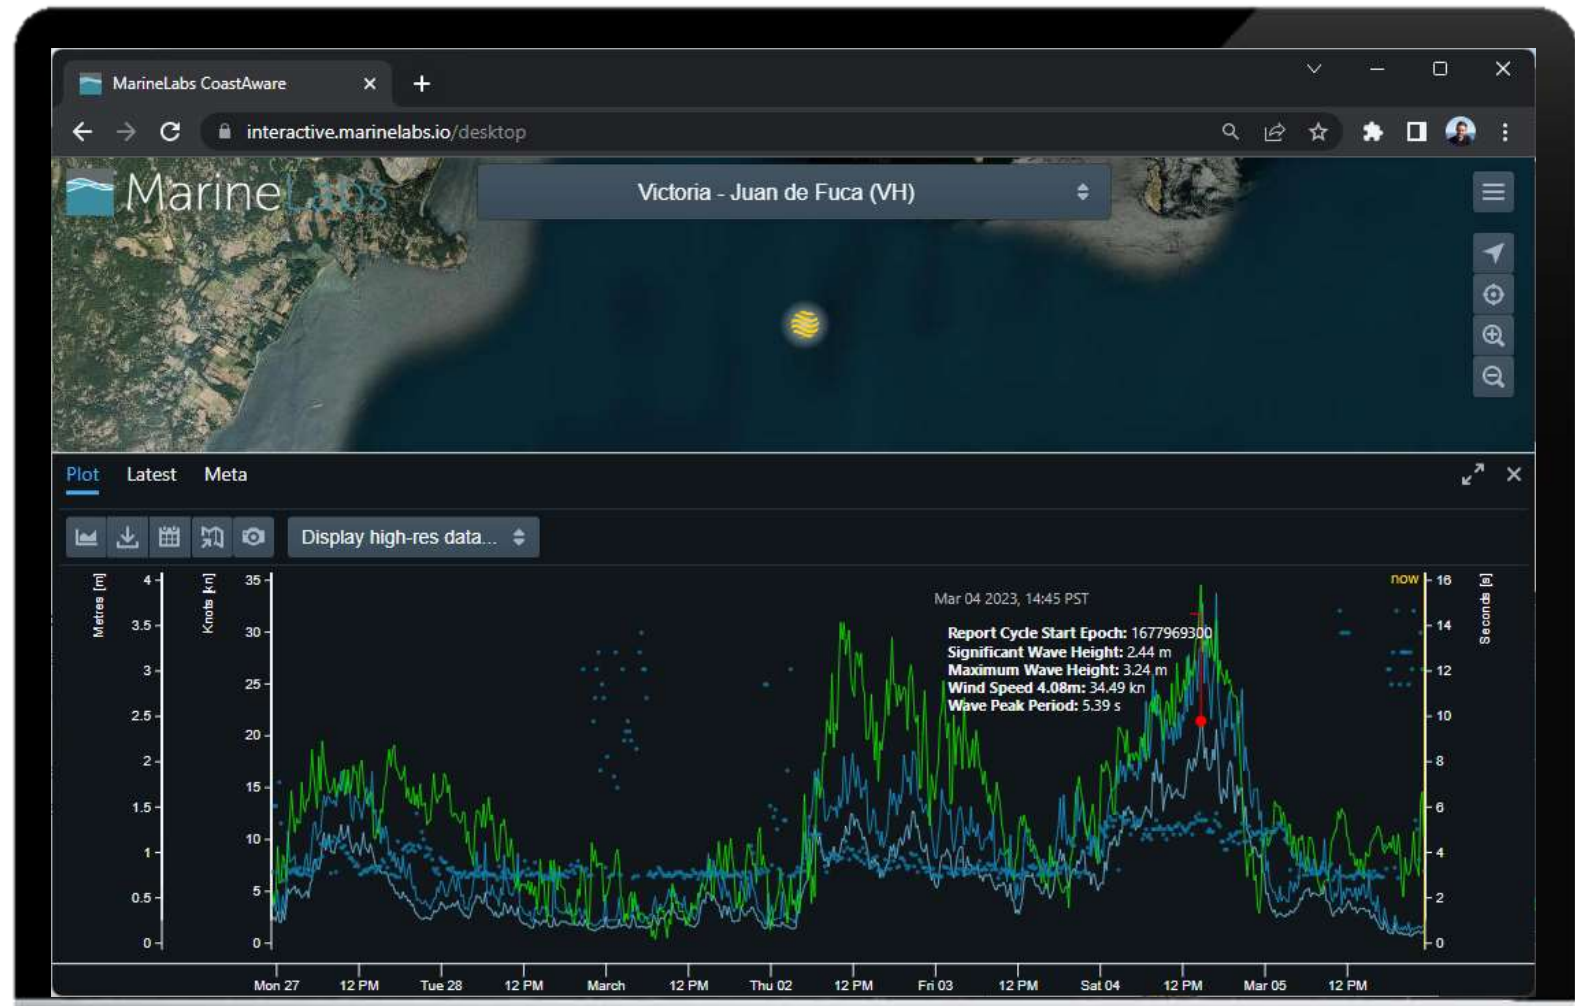 MarineLabs CoastAware
interactive.marinelabs.io/desktop
MarineLabs
Victoria - Juan de Fuca (VH)
Plot Latest Meta
Display high-res data...
Metres [m]
4
3.5
3
2.5
2
1.5
1
0.5
0
Knots [kn]
35
30
25
20
15
10
5
0
Mar 04 2023, 14:45 PST
Report Cycle Start Epoch: 1677969300
Significant Wave Height: 2.44 m
Maximum Wave Height: 3.24 m
Wind Speed 4.08m: 34.49 kn
Wave Peak Period: 5.39 s
now
16
14
12
10
8
6
4
2
0
Seconds [s]
Mon 27 12 PM Tue 28 12 PM March 12 PM Thu 02 12 PM Fri 03 12 PM Sat 04 12 PM Mar 05 12 PM